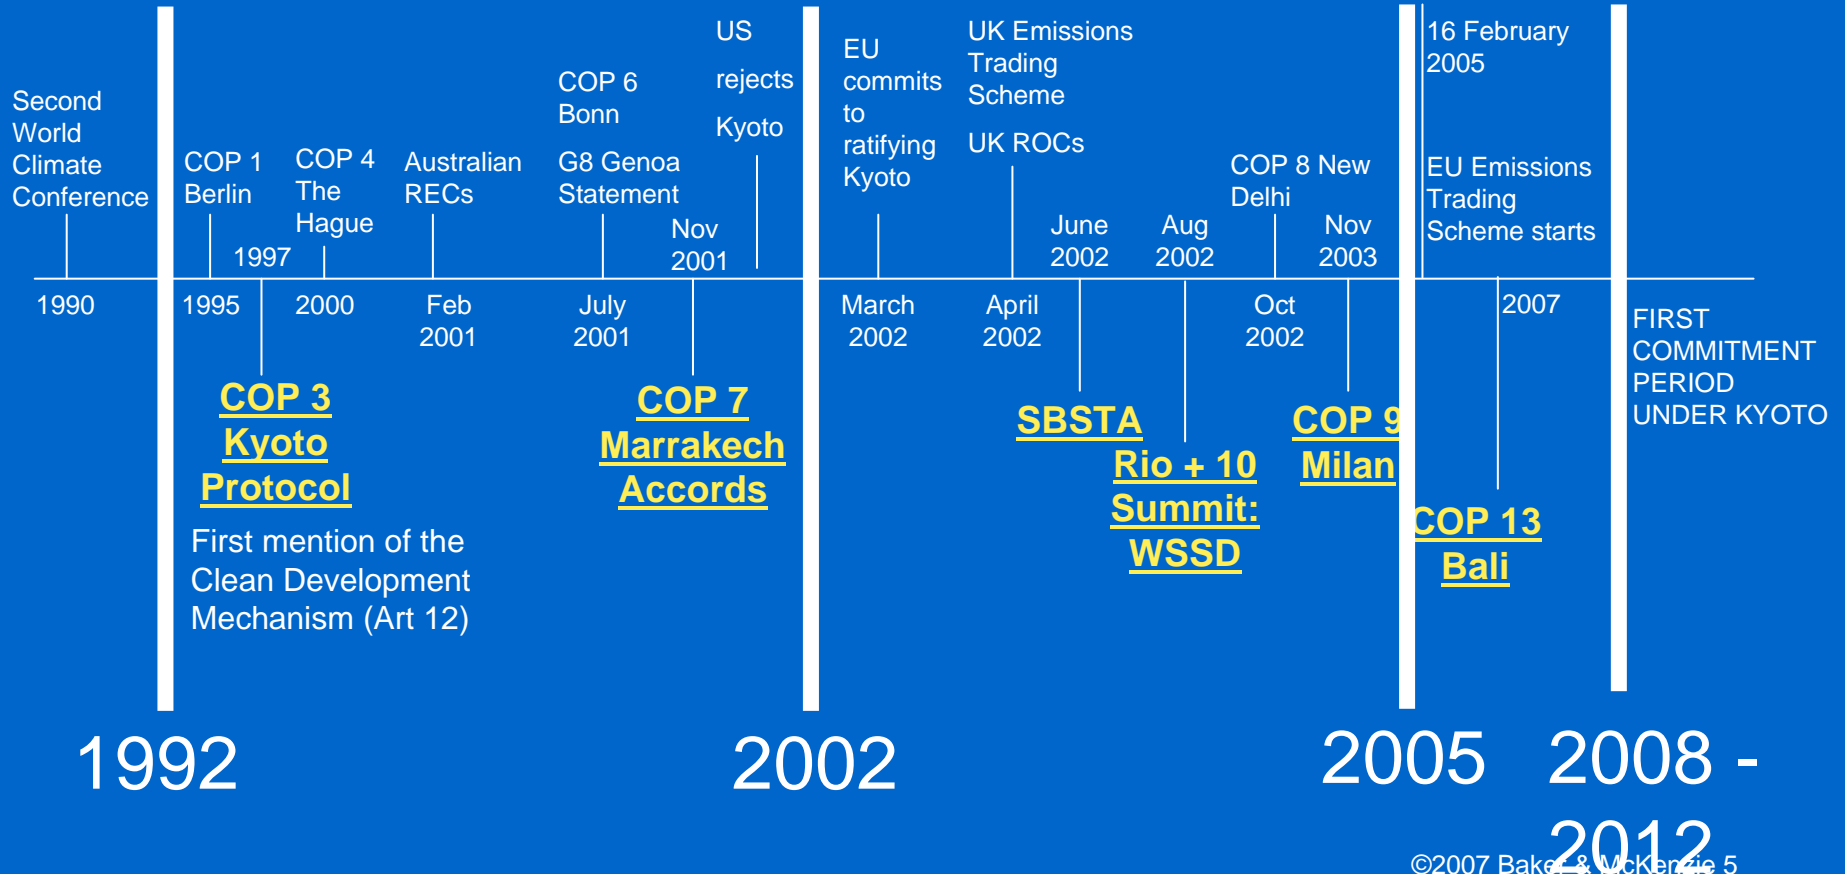 Second
World
Climate
Conference
1990
COP 1
Berlin
1995
1997
COP 3
Kyoto
Protocol
First mention of the
Clean Development
Mechanism (Art 12)
COP 4
The
Hague
2000
Australian
RECs
Feb
2001
COP 6
Bonn
G8 Genoa
Statement
July
2001
Nov
2001
COP 7
Marrakech
Accords
US
rejects
Kyoto
EU
commits
to
ratifying
Kyoto
March
2002
UK Emissions
Trading
Scheme
UK ROCs
April
2002
June
2002
SBSTA
Aug
2002
Rio + 10
Summit:
WSSD
COP 8 New
Delhi
Oct
2002
Nov
2003
COP 9
Milan
16 February
2005
EU Emissions
Trading
Scheme starts
2007
COP 13
Bali
FIRST
COMMITMENT
PERIOD
UNDER KYOTO
1992
2002
2005
2008 -
2012
©2007 Baker & McKenzie 5